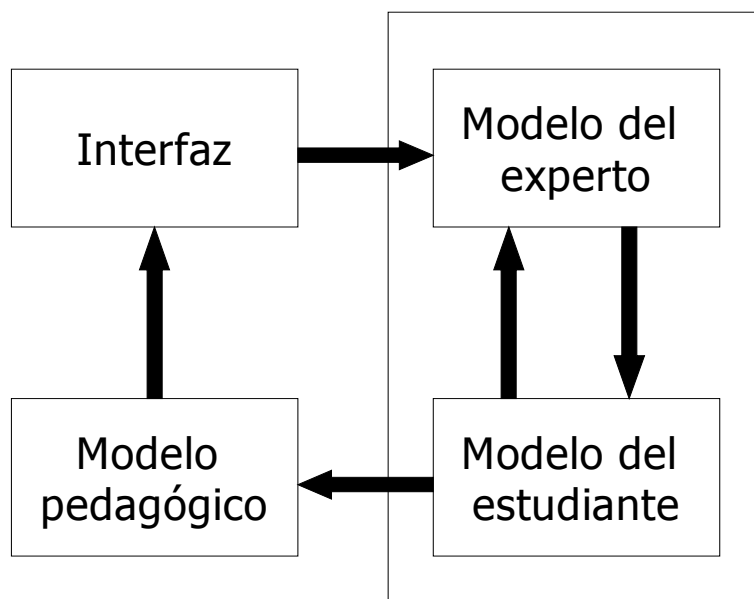 Interfaz
Modelo del
experto
Modelo
pedagógico
Modelo del
estudiante